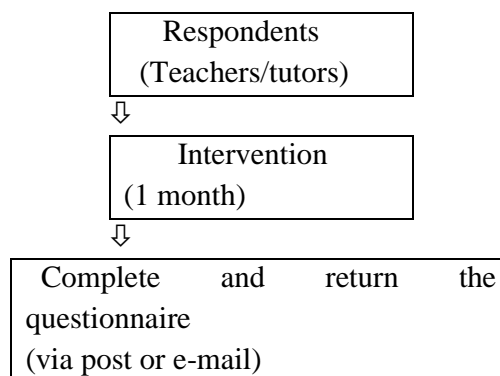 Respondents
(Teachers/tutors)
⇩
Intervention
(1 month)
⇩
Complete and return the
questionnaire
(via post or e-mail)